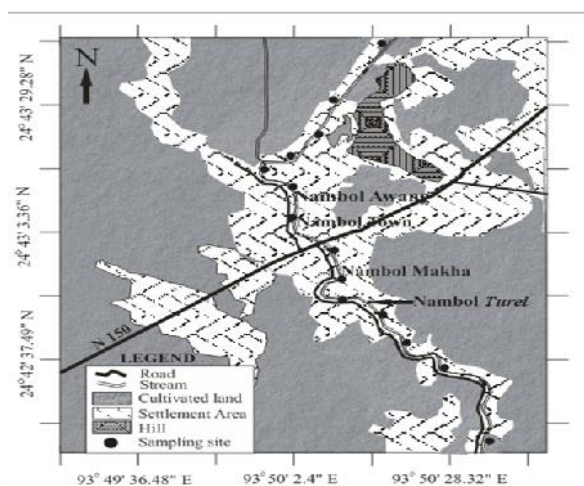 N
24° 43' 29.28" N
24° 43' 3.36" N
24° 42' 37.49" N
Nambol Awang
Nambol Town
Nambol Makha
Nambol Turel
N 150
LEGEND
Road
Stream
Cultivated land
Settlement Area
Hill
Sampling site
93° 49' 36.48" E
93° 50' 2.4" E
93° 50' 28.32" E